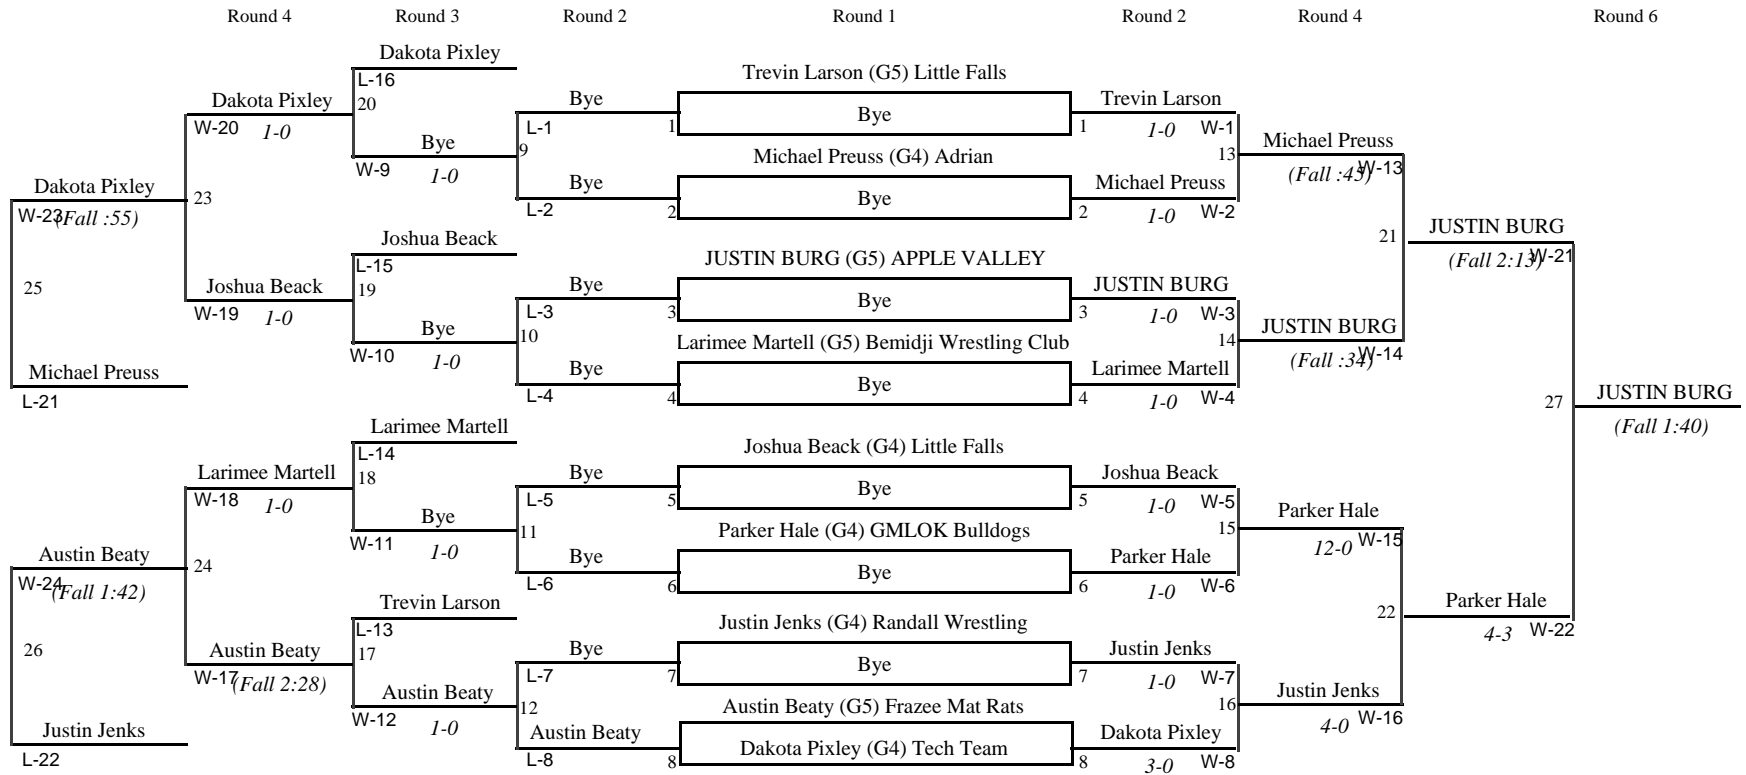 Round 4 Round 3 Round 2 Round 1 Round 2 Round 4 Round 6
Dakota Pixley
L-16
Trevin Larson (G5) Little Falls
Dakota Pixley 20 Bye Trevin Larson
W-20 1-0 L-1 1 Bye 1 1-0 W-1
Bye 9 13 Michael Preuss
W-9 1-0 Michael Preuss (G4) Adrian (Fall :45) W-13
Dakota Pixley 23 Bye Michael Preuss
W-23 (Fall :55) L-2 2 Bye 2 1-0 W-2
Joshua Beack 21 JUSTIN BURG
L-15 JUSTIN BURG (G5) APPLE VALLEY (Fall 2:13) W-21
25 Joshua Beack 19 Bye JUSTIN BURG
W-19 1-0 L-3 3 Bye 3 1-0 W-3
Bye 10 14 JUSTIN BURG
W-10 1-0 Larimee Martell (G5) Bemidji Wrestling Club (Fall :34) W-14
Michael Preuss Bye Larimee Martell
L-21 L-4 4 Bye 4 1-0 W-4
27 JUSTIN BURG
(Fall 1:40)
Larimee Martell
L-14 Joshua Beack (G4) Little Falls
Larimee Martell 18 Bye Joshua Beack
W-18 1-0 L-5 5 Bye 5 1-0 W-5
Bye 11 15 Parker Hale
W-11 1-0 Parker Hale (G4) GMLOK Bulldogs 12-0 W-15
Austin Beaty 24 Bye Parker Hale
W-24 (Fall 1:42) L-6 6 Bye 6 1-0 W-6
Trevin Larson 22 Parker Hale
L-13 Justin Jenks (G4) Randall Wrestling 4-3 W-22
26 Austin Beaty 17 Bye Justin Jenks
W-17 (Fall 2:28) L-7 7 Bye 7 1-0 W-7
Austin Beaty 12 16 Justin Jenks
W-12 1-0 Austin Beaty (G5) Frazee Mat Rats 4-0 W-16
Justin Jenks Austin Beaty Dakota Pixley
L-22 L-8 8 Dakota Pixley (G4) Tech Team 8 3-0 W-8